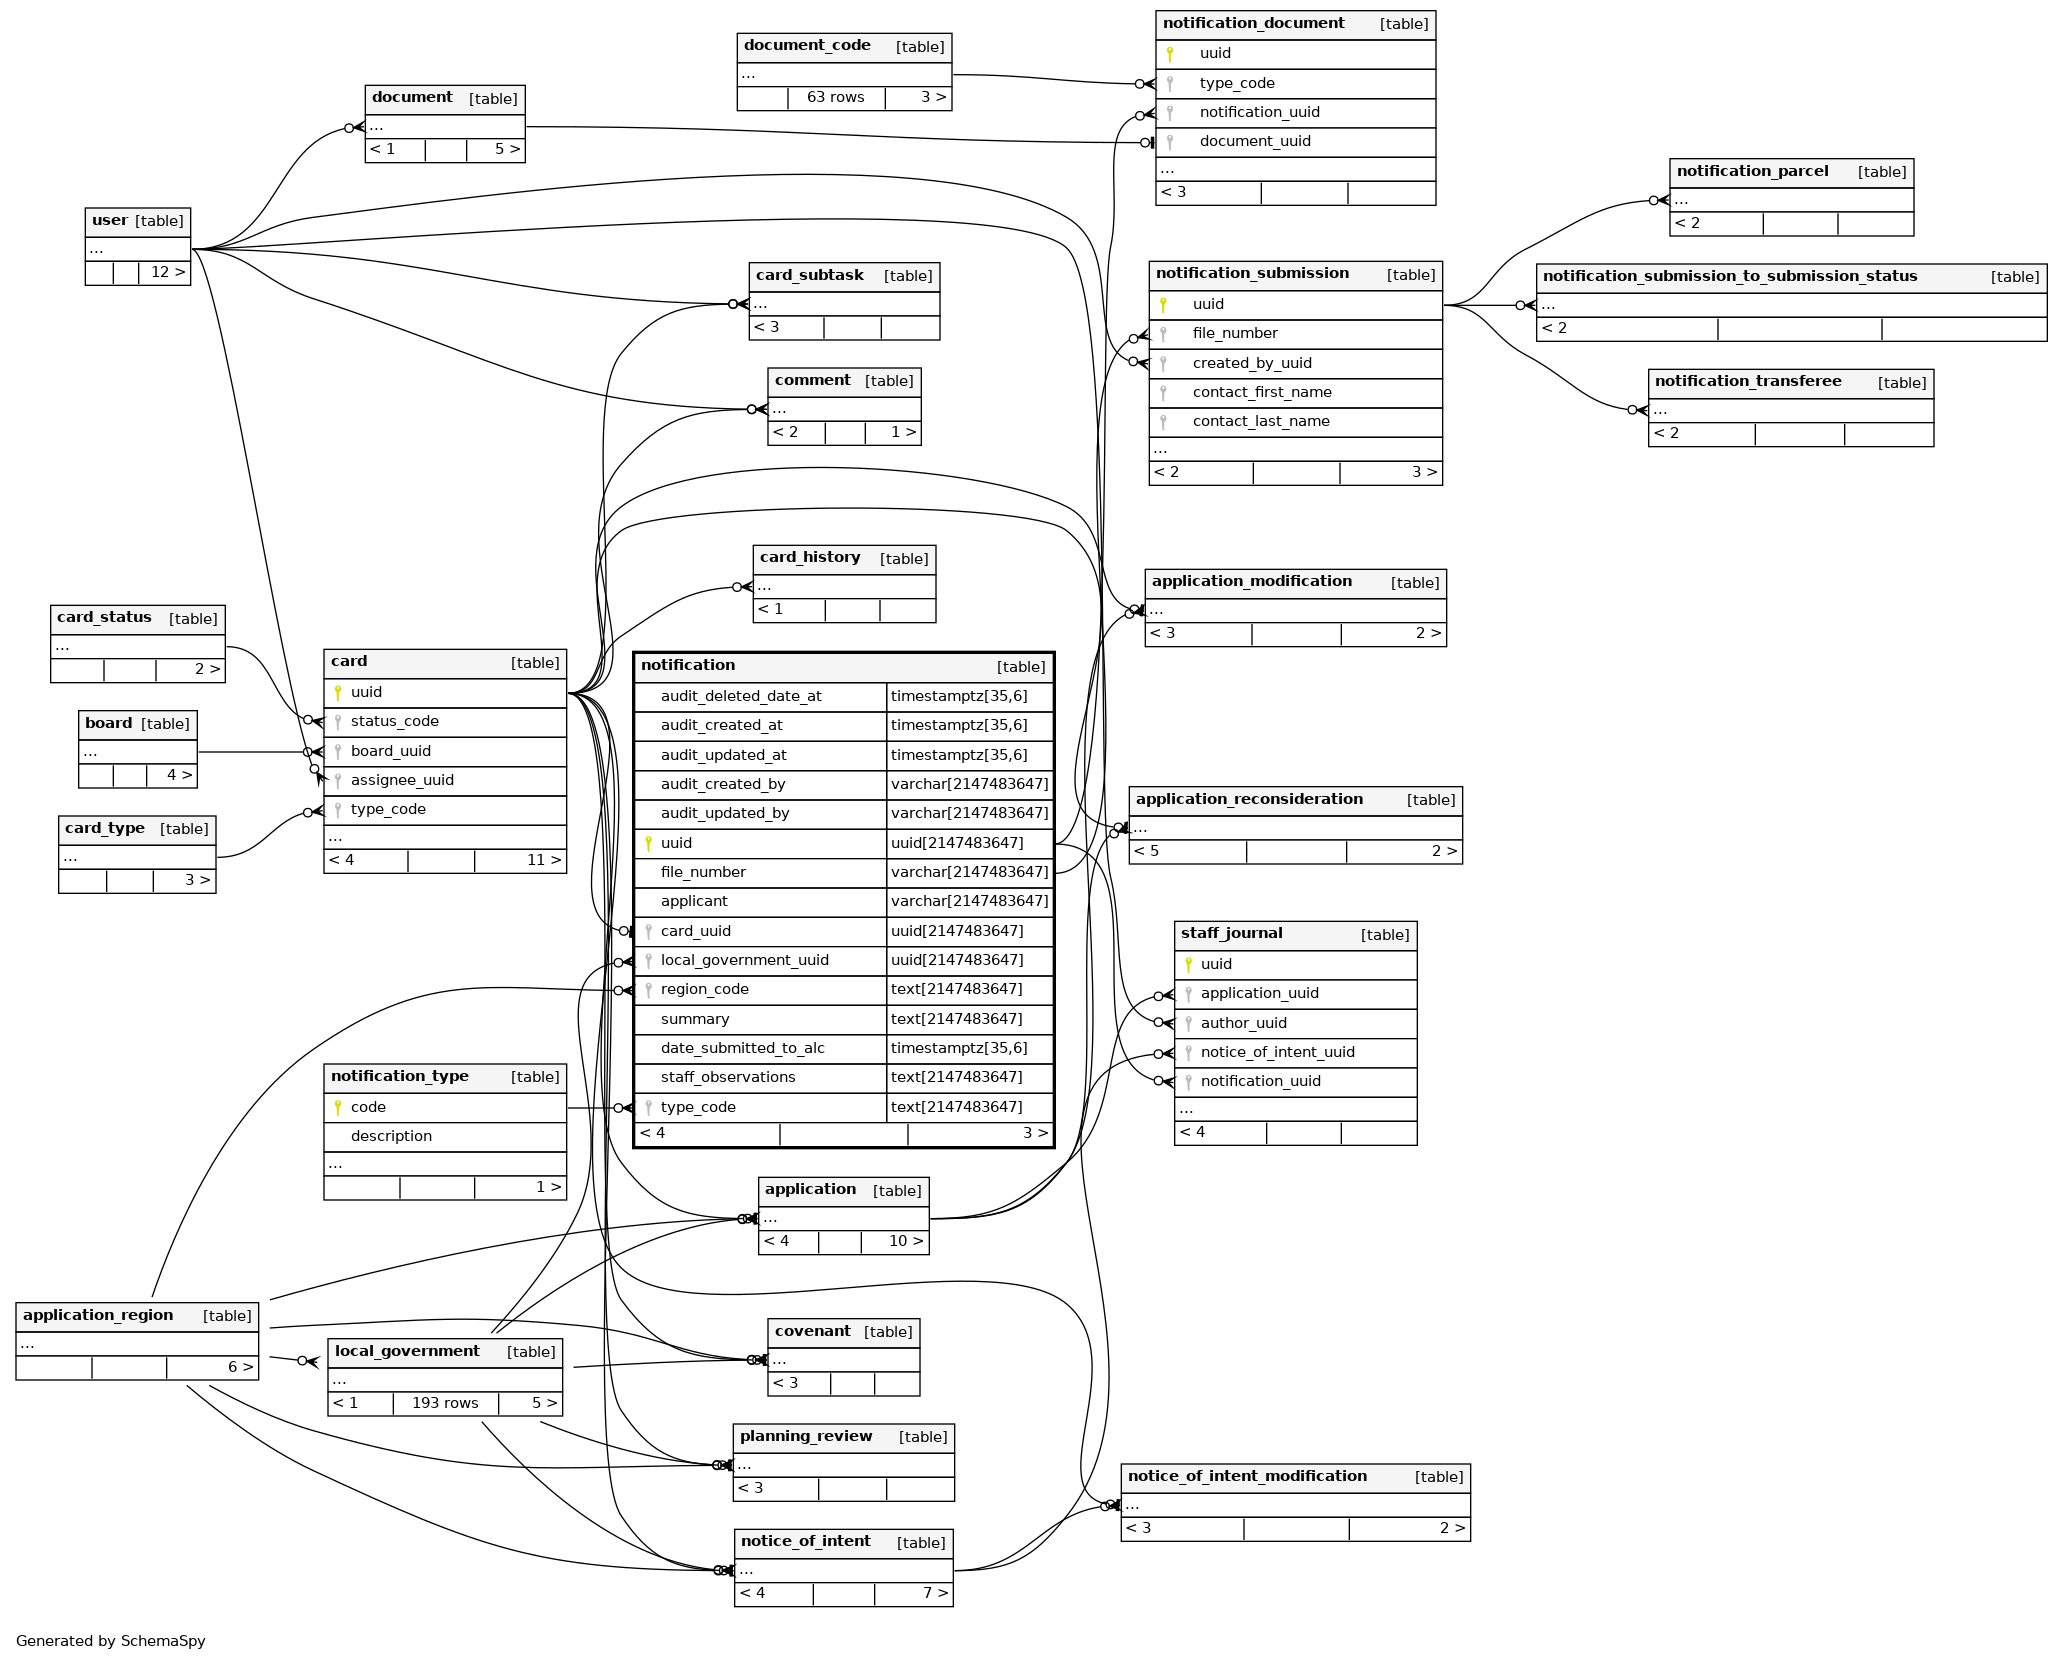 notification_document [table]
uuid
type_code
notification_uuid
document_uuid
...
< 3
document_code [table]
...
63 rows 3 >
document [table]
...
< 1 5 >
notification_parcel [table]
...
< 2
user [table]
...
12 >
notification_submission [table]
uuid
file_number
created_by_uuid
contact_first_name
contact_last_name
...
< 2 3 >
notification_submission_to_submission_status [table]
...
< 2
card_subtask [table]
...
< 3
comment [table]
...
< 2 1 >
notification_transferee [table]
...
< 2
card_history [table]
...
< 1
application_modification [table]
...
< 3 2 >
card_status [table]
...
2 >
board [table]
...
4 >
card_type [table]
...
3 >
card [table]
uuid
status_code
board_uuid
assignee_uuid
type_code
...
< 4 11 >
notification [table]
audit_deleted_date_at timestamptz[35,6]
audit_created_at timestamptz[35,6]
audit_updated_at timestamptz[35,6]
audit_created_by varchar[2147483647]
audit_updated_by varchar[2147483647]
uuid uuid[2147483647]
file_number varchar[2147483647]
applicant varchar[2147483647]
card_uuid uuid[2147483647]
local_government_uuid uuid[2147483647]
region_code text[2147483647]
summary text[2147483647]
date_submitted_to_alc timestamptz[35,6]
staff_observations text[2147483647]
type_code text[2147483647]
< 4 3 >
application_reconsideration [table]
...
< 5 2 >
staff_journal [table]
uuid
application_uuid
author_uuid
notice_of_intent_uuid
notification_uuid
...
< 4
notification_type [table]
code
description
...
1 >
application [table]
...
< 4 10 >
application_region [table]
...
6 >
local_government [table]
...
< 1 193 rows 5 >
covenant [table]
...
< 3
planning_review [table]
...
< 3
notice_of_intent_modification [table]
...
< 3 2 >
notice_of_intent [table]
...
< 4 7 >
Generated by SchemaSpy